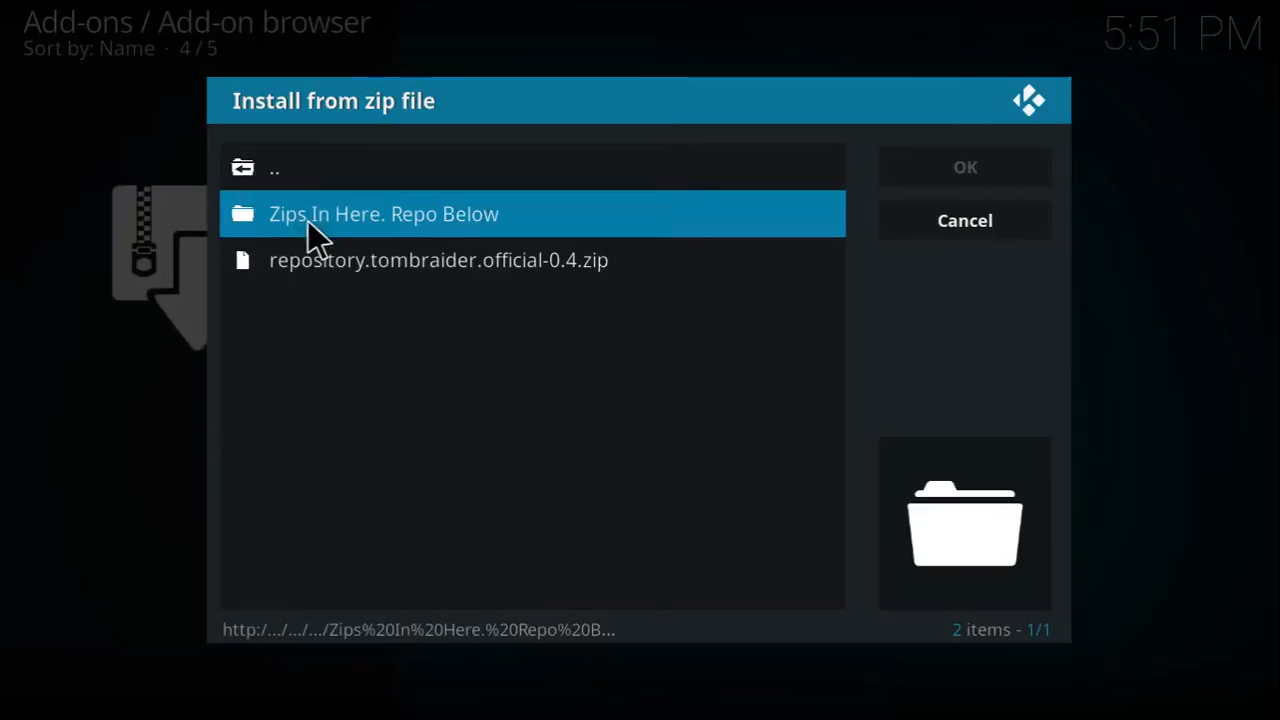 Add-ons / Add-on browser
Sort by: Name · 4 / 5
5:51 PM
Install from zip file
..
Zips In Here. Repo Below
repository.tombraider.official-0.4.zip
OK
Cancel
http:/.../.../.../Zips%20In%20Here.%20Repo%20B...
2 items - 1/1